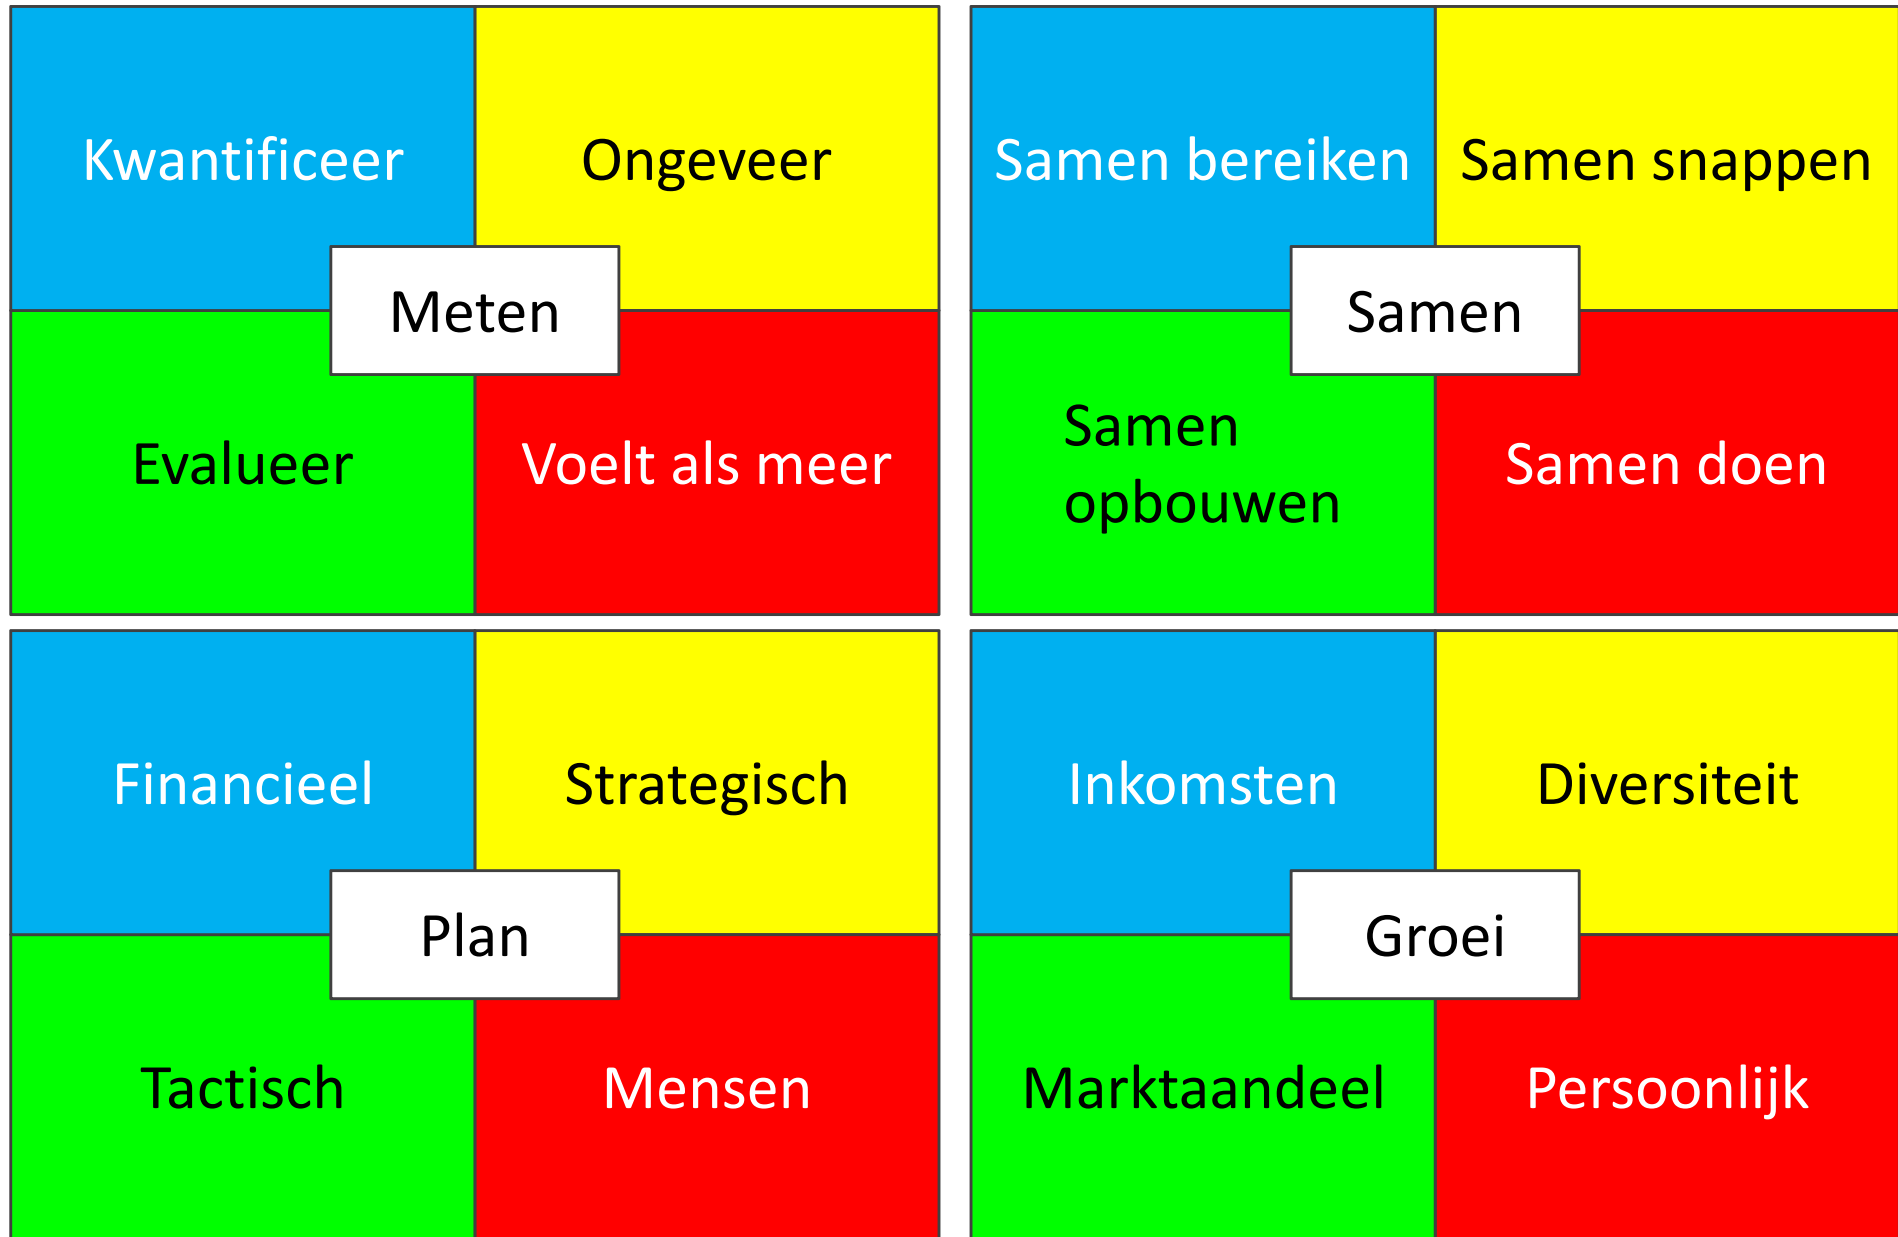 Kwantificeer
Ongeveer
Meten
Evalueer
Voelt als meer
Samen bereiken
Samen snappen
Samen
Samen
opbouwen
Samen doen
Financieel
Strategisch
Plan
Tactisch
Mensen
Inkomsten
Diversiteit
Groei
Marktaandeel
Persoonlijk